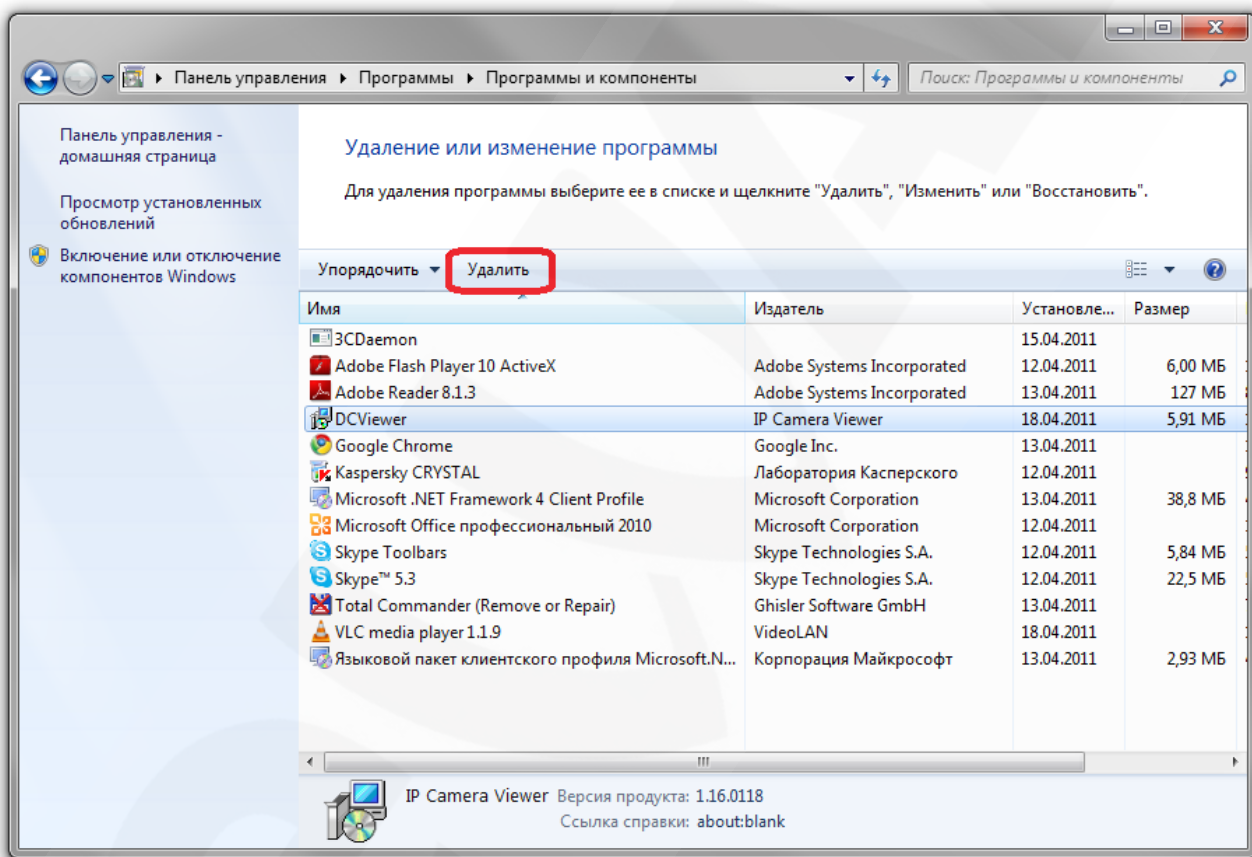 Панель управления ▸ Программы ▸ Программы и компоненты
Поиск: Программы и компоненты
Панель управления -
домашняя страница
Просмотр установленных
обновлений
Включение или отключение
компонентов Windows
Удаление или изменение программы
Для удаления программы выберите ее в списке и щелкните "Удалить", "Изменить" или "Восстановить".
Упорядочить Удалить
Имя Издатель Установле... Размер
3CDaemon 15.04.2011
Adobe Flash Player 10 ActiveX Adobe Systems Incorporated 12.04.2011 6,00 МБ
Adobe Reader 8.1.3 Adobe Systems Incorporated 13.04.2011 127 МБ
DCViewer IP Camera Viewer 18.04.2011 5,91 МБ
Google Chrome Google Inc. 13.04.2011
Kaspersky CRYSTAL Лаборатория Касперского 12.04.2011
Microsoft .NET Framework 4 Client Profile Microsoft Corporation 13.04.2011 38,8 МБ
Microsoft Office профессиональный 2010 Microsoft Corporation 12.04.2011
Skype Toolbars Skype Technologies S.A. 12.04.2011 5,84 МБ
Skype™ 5.3 Skype Technologies S.A. 12.04.2011 22,5 МБ
Total Commander (Remove or Repair) Ghisler Software GmbH 13.04.2011
VLC media player 1.1.9 VideoLAN 18.04.2011
Языковой пакет клиентского профиля Microsoft.N... Корпорация Майкрософт 13.04.2011 2,93 МБ
IP Camera Viewer Версия продукта: 1.16.0118
Ссылка справки: about:blank